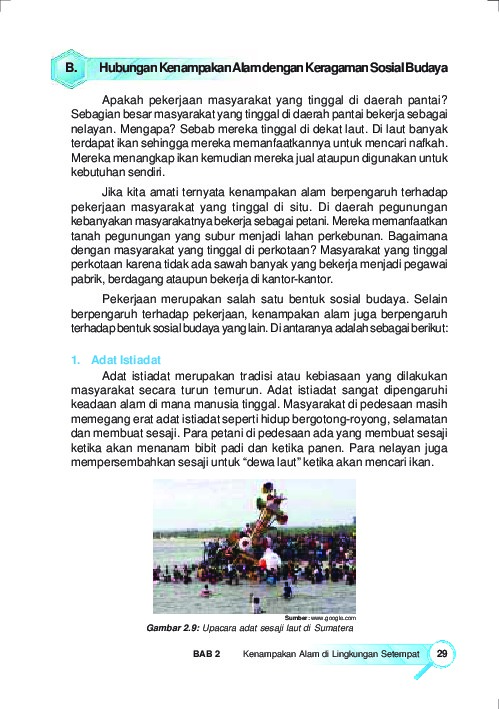 B. Hubungan Kenampakan Alam dengan Keragaman Sosial Budaya
Apakah pekerjaan masyarakat yang tinggal di daerah pantai?
Sebagian besar masyarakat yang tinggal di daerah pantai bekerja sebagai
nelayan. Mengapa? Sebab mereka tinggal di dekat laut. Di laut banyak
terdapat ikan sehingga mereka memanfaatkannya untuk mencari nafkah.
Mereka menangkap ikan kemudian mereka jual ataupun digunakan untuk
kebutuhan sendiri.
Jika kita amati ternyata kenampakan alam berpengaruh terhadap
pekerjaan masyarakat yang tinggal di situ. Di daerah pegunungan
kebanyakan masyarakatnya bekerja sebagai petani. Mereka memanfaatkan
tanah pegunungan yang subur menjadi lahan perkebunan. Bagaimana
dengan masyarakat yang tinggal di perkotaan? Masyarakat yang tinggal
perkotaan karena tidak ada sawah banyak yang bekerja menjadi pegawai
pabrik, berdagang ataupun bekerja di kantor-kantor.
Pekerjaan merupakan salah satu bentuk sosial budaya. Selain
berpengaruh terhadap pekerjaan, kenampakan alam juga berpengaruh
terhadap bentuk sosial budaya yang lain. Di antaranya adalah sebagai berikut:
1. Adat Istiadat
Adat istiadat merupakan tradisi atau kebiasaan yang dilakukan
masyarakat secara turun temurun. Adat istiadat sangat dipengaruhi
keadaan alam di mana manusia tinggal. Masyarakat di pedesaan masih
memegang erat adat istiadat seperti hidup bergotong-royong, selamatan
dan membuat sesaji. Para petani di pedesaan ada yang membuat sesaji
ketika akan menanam bibit padi dan ketika panen. Para nelayan juga
mempersembahkan sesaji untuk “dewa laut” ketika akan mencari ikan.
Sumber: www.google.com
Gambar 2.9: Upacara adat sesaji laut di Sumatera
BAB 2 Kenampakan Alam di Lingkungan Setempat 29